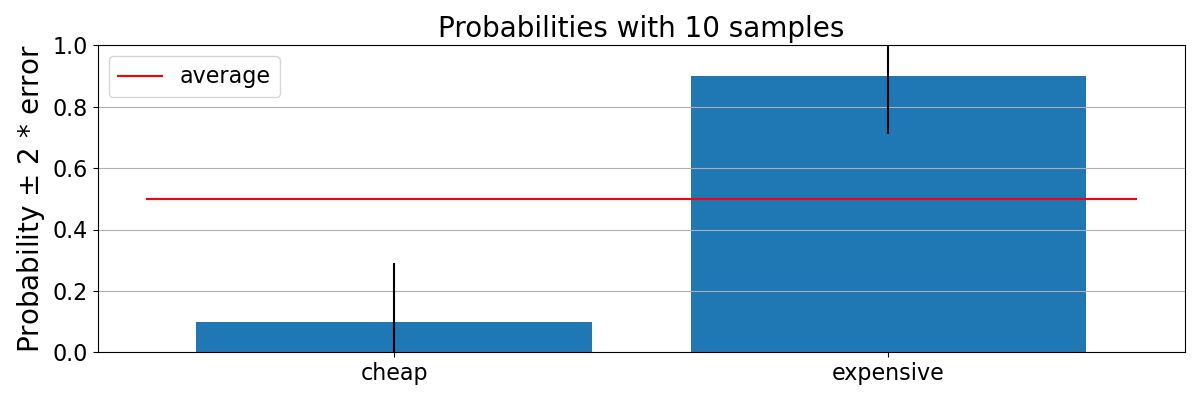 Probabilities with 10 samples
Probability ± 2 * error
1.0
0.8
0.6
0.4
0.2
0.0
average
cheap
expensive